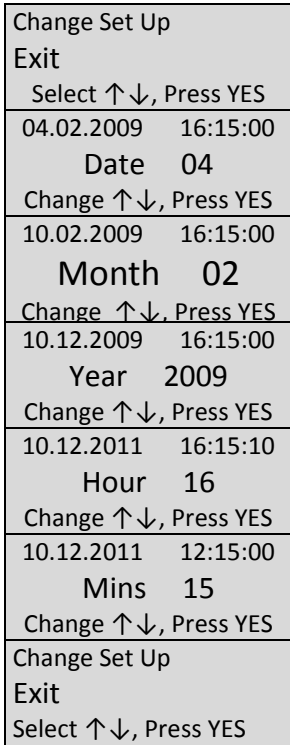 Change Set Up
Exit
Select ↑↓, Press YES
04.02.2009 16:15:00
Date 04
Change ↑↓, Press YES
10.02.2009 16:15:00
Month 02
Change ↑↓, Press YES
10.12.2009 16:15:00
Year 2009
Change ↑↓, Press YES
10.12.2011 16:15:10
Hour 16
Change ↑↓, Press YES
10.12.2011 12:15:00
Mins 15
Change ↑↓, Press YES
Change Set Up
Exit
Select ↑↓, Press YES